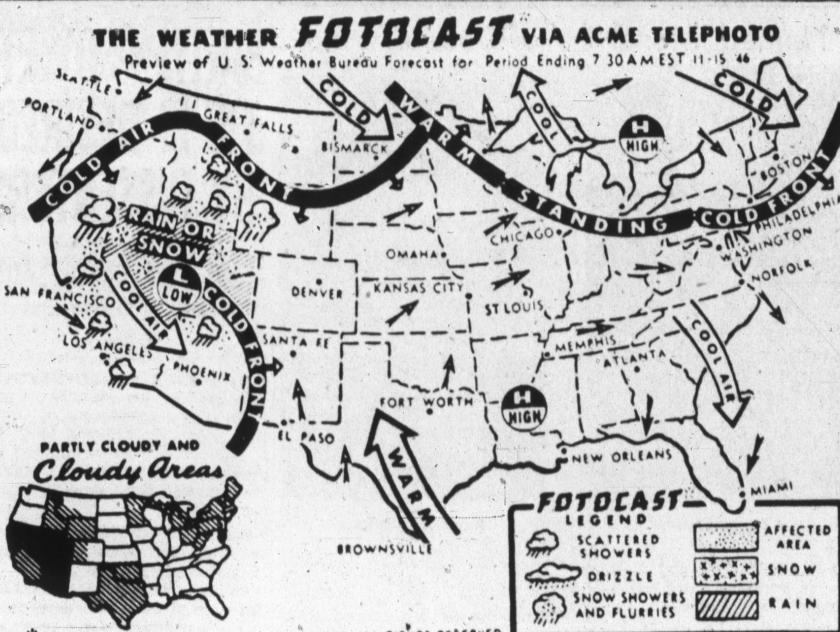 THE WEATHER FOTOCAST VIA ACME TELEPHOTO
Preview of U. S. Weather Bureau Forecast for Period Ending 7 30 A M EST 11-15 '46
SEATTLE
PORTLAND
GREAT FALLS
BISMARCK
COLD
WARM
COOL
H
HIGH
COLD
BOSTON
COLD AIR
FRONT
STANDING
COLD FRONT
PHILADELPHIA
WASHINGTON
NORFOLK
RAIN OR
SNOW
CHICAGO
OMAHA
L
LOW
COLD FRONT
COOL AIR
DENVER
KANSAS CITY
ST LOUIS
SAN FRANCISCO
LOS ANGELES
PHOENIX
SANTA FE
MEMPHIS
ATLANTA
COOL AIR
FORT WORTH
H
HIGH
EL PASO
WARM
NEW ORLEANS
MIAMI
BROWNSVILLE
PARTLY CLOUDY AND
Cloudy Areas
FOTOCAST
LEGEND
SCATTERED
SHOWERS
DRIZZLE
SNOW SHOWERS
AND FLURRIES
AFFECTED
AREA
SNOW
RAIN